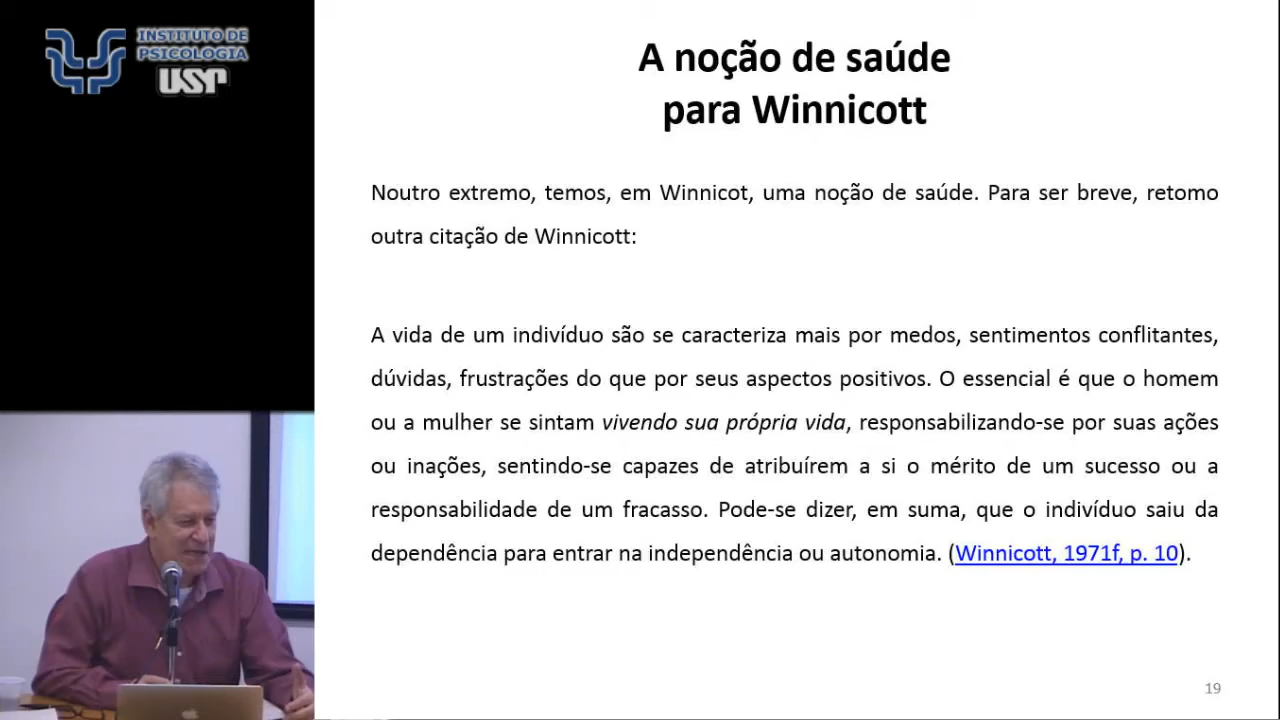 INSTITUTO DE
PSICOLOGIA
USP
A noção de saúde
para Winnicott
Noutro extremo, temos, em Winnicot, uma noção de saúde. Para ser breve, retomo
outra citação de Winnicott:
A vida de um indivíduo são se caracteriza mais por medos, sentimentos conflitantes,
dúvidas, frustrações do que por seus aspectos positivos. O essencial é que o homem
ou a mulher se sintam vivendo sua própria vida, responsabilizando-se por suas ações
ou inações, sentindo-se capazes de atribuírem a si o mérito de um sucesso ou a
responsabilidade de um fracasso. Pode-se dizer, em suma, que o indivíduo saiu da
dependência para entrar na independência ou autonomia. (Winnicott, 1971f, p. 10).
19